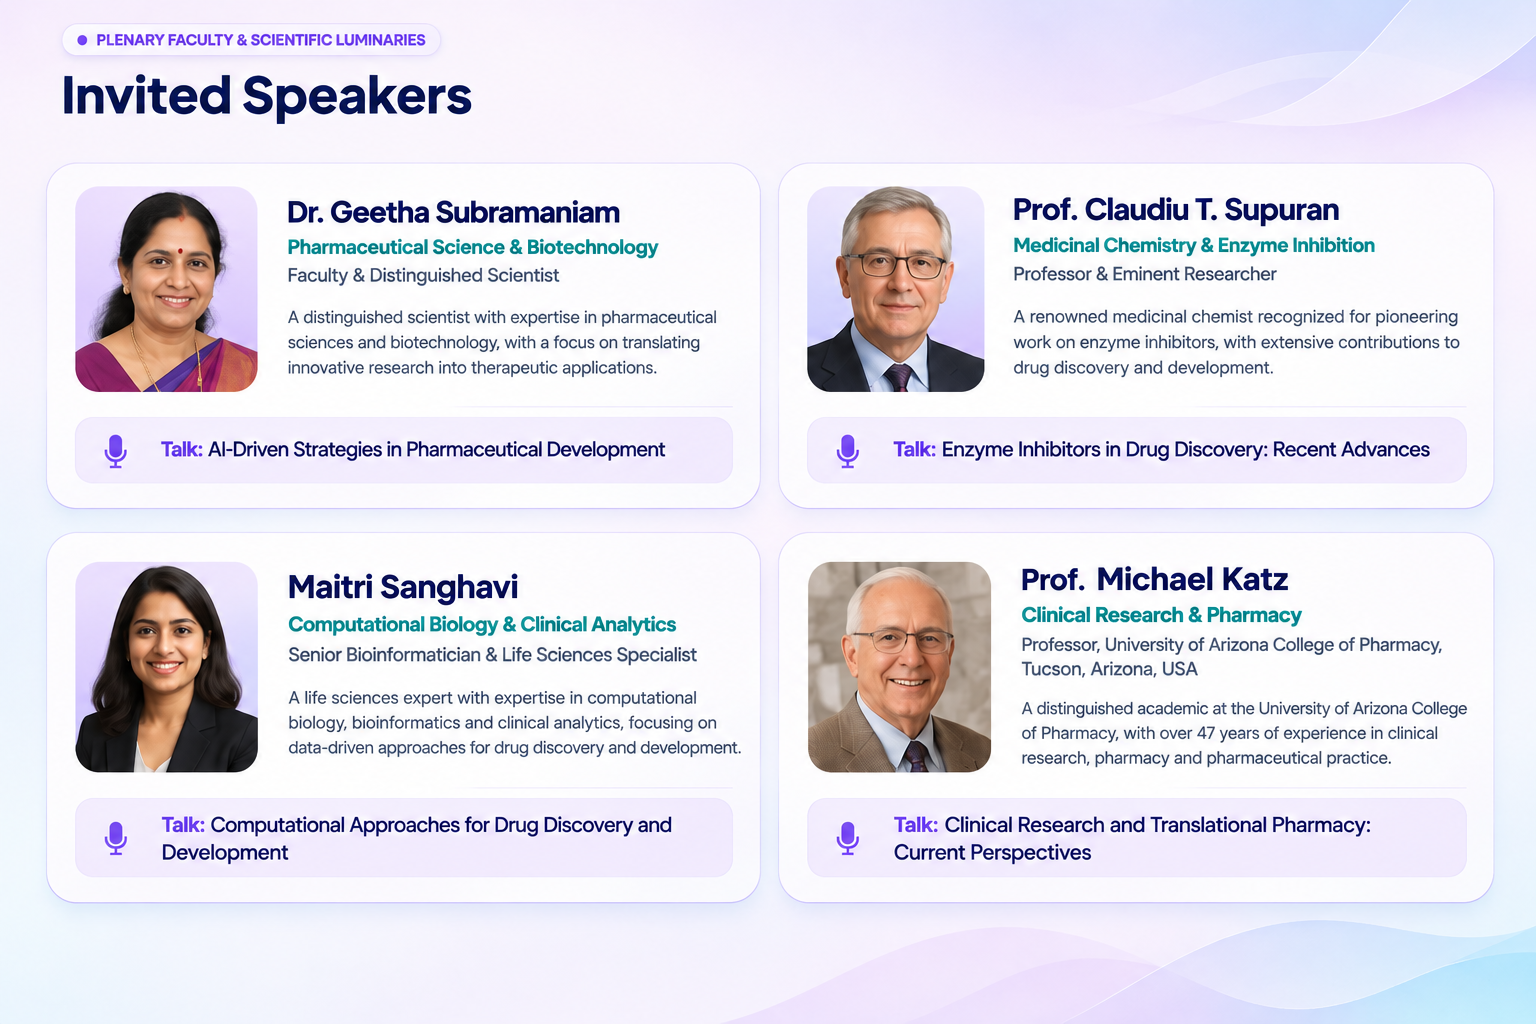 PLENARY FACULTY & SCIENTIFIC LUMINARIES
Invited Speakers
Dr. Geetha Subramaniam
Pharmaceutical Science & Biotechnology
Faculty & Distinguished Scientist
A distinguished scientist with expertise in pharmaceutical
sciences and biotechnology, with a focus on translating
innovative research into therapeutic applications.
Talk: AI-Driven Strategies in Pharmaceutical Development
Prof. Claudiu T. Supuran
Medicinal Chemistry & Enzyme Inhibition
Professor & Eminent Researcher
A renowned medicinal chemist recognized for pioneering
work on enzyme inhibitors, with extensive contributions to
drug discovery and development.
Talk: Enzyme Inhibitors in Drug Discovery: Recent Advances
Maitri Sanghavi
Computational Biology & Clinical Analytics
Senior Bioinformatician & Life Sciences Specialist
A life sciences expert with expertise in computational
biology, bioinformatics and clinical analytics, focusing on
data-driven approaches for drug discovery and development.
Talk: Computational Approaches for Drug Discovery and
Development
Prof. Michael Katz
Clinical Research & Pharmacy
Professor, University of Arizona College of Pharmacy,
Tucson, Arizona, USA
A distinguished academic at the University of Arizona College
of Pharmacy, with over 47 years of experience in clinical
research, pharmacy and pharmaceutical practice.
Talk: Clinical Research and Translational Pharmacy:
Current Perspectives